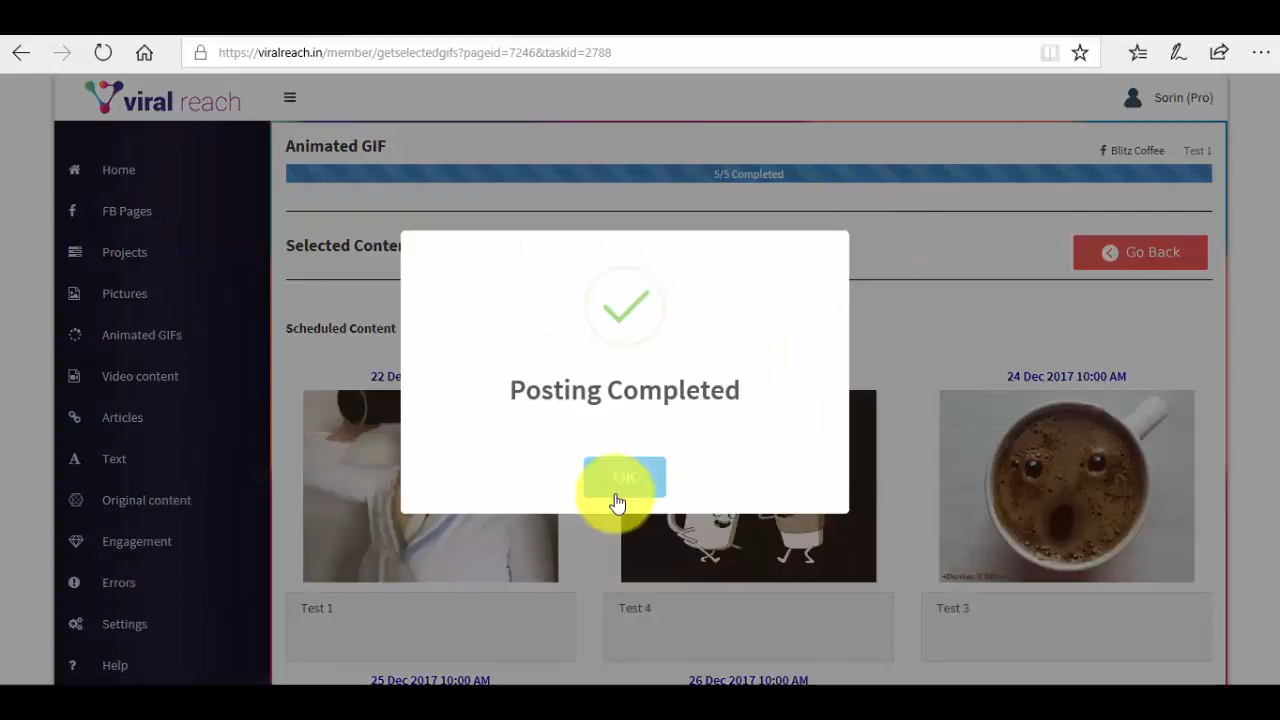 https://viralreach.in/member/getselectedgifs?pageid=7246&taskid=2788
viral reach
Sorin (Pro)
Home
FB Pages
Projects
Pictures
Animated GIFs
Video content
Articles
Text
Original content
Engagement
Errors
Settings
Help
Animated GIF
Blitz Coffee
Test 1
5/5 Completed
Selected Conte
Go Back
Scheduled Content
22 De
24 Dec 2017 10:00 AM
Posting Completed
OK
Test 1
Test 4
Test 3
25 Dec 2017 10:00 AM
26 Dec 2017 10:00 AM